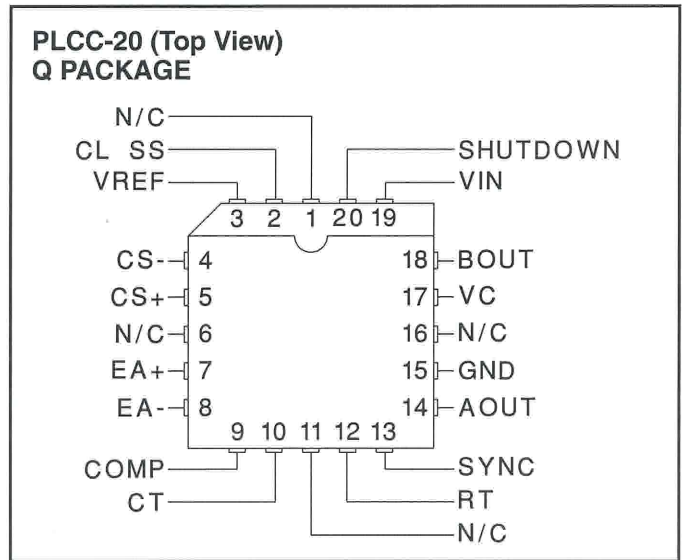 PLCC-20 (Top View)
Q PACKAGE
N/C
CL SS
SHUTDOWN
VREF
VIN
3 2 1 20 19
CS- 4
18 BOUT
CS+ 5
17 VC
N/C 6
16 N/C
EA+ 7
15 GND
EA- 8
14 AOUT
9 10 11 12 13
COMP
SYNC
CT
RT
N/C